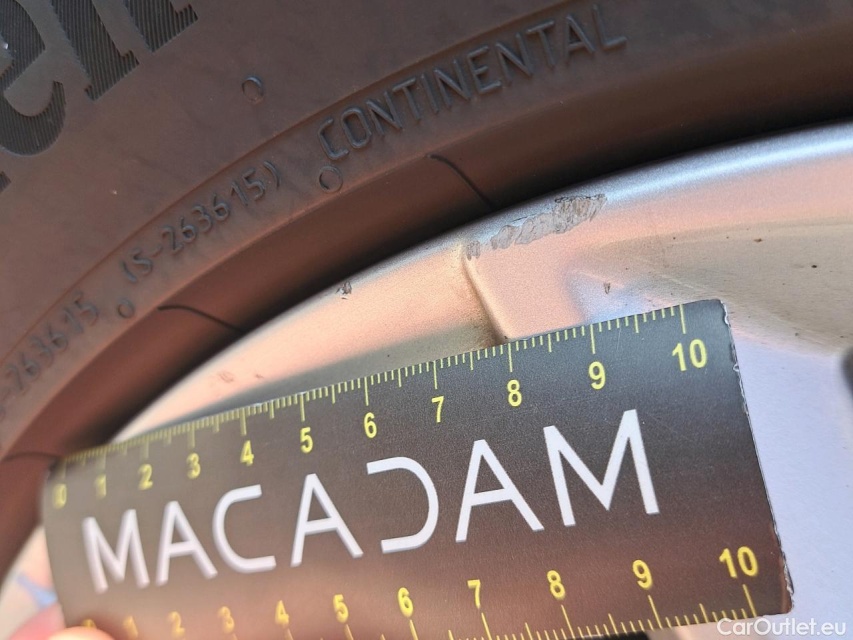 CONTINENTAL
(S-263615)
-263615
0 1 2 3 4 5 6 7 8 9 10
MACADAM
1 2 3 4 5 6 7 8 9 10
CarOutlet.eu